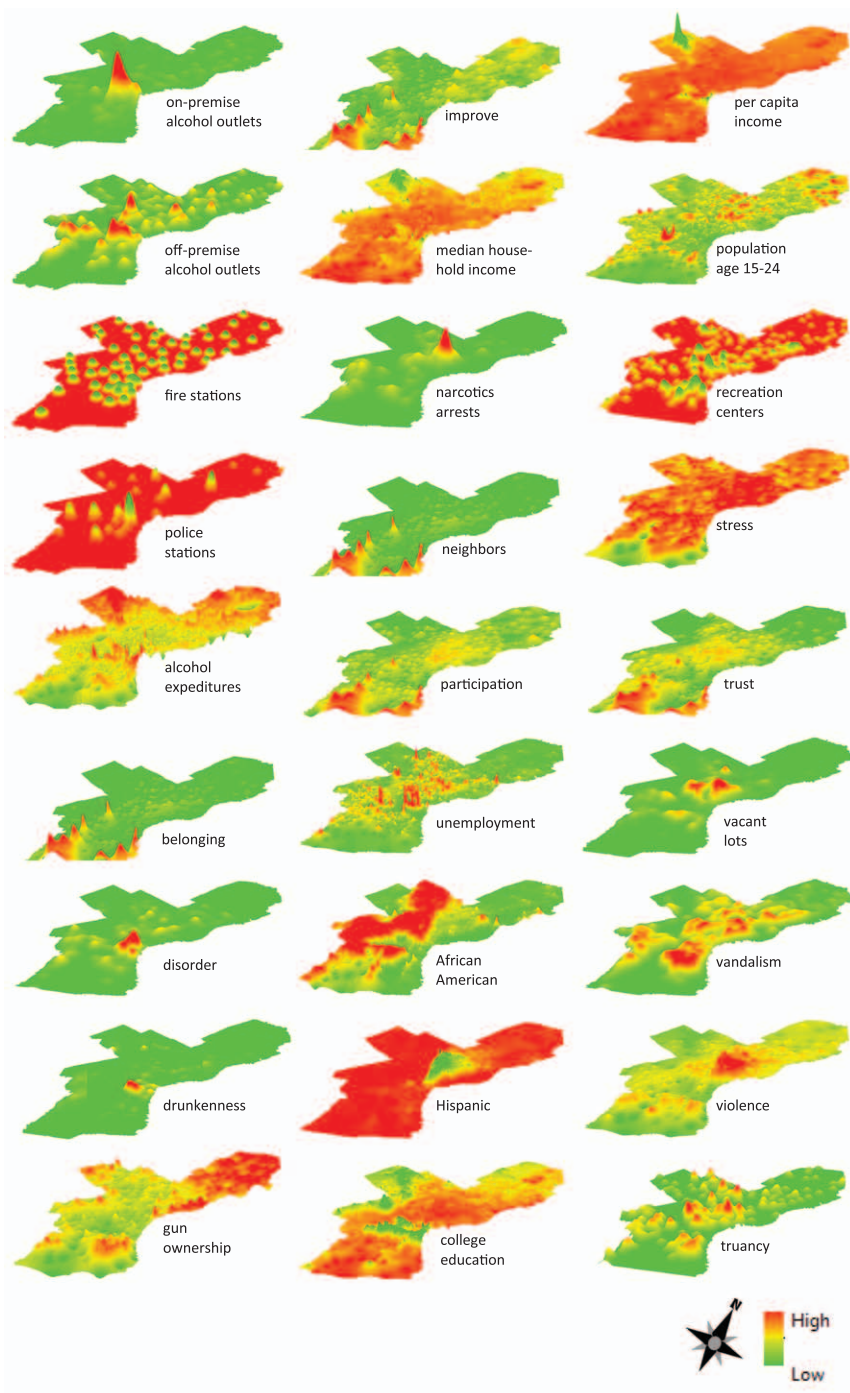 on-premise
alcohol outlets
improve
per capita
income
off-premise
alcohol outlets
median house-
hold income
population
age 15-24
fire stations
narcotics
arrests
recreation
centers
police
stations
neighbors
stress
alcohol
expeditures
participation
trust
belonging
unemployment
vacant
lots
disorder
African
American
vandalism
drunkenness
Hispanic
violence
gun
ownership
college
education
truancy
N
High
Low